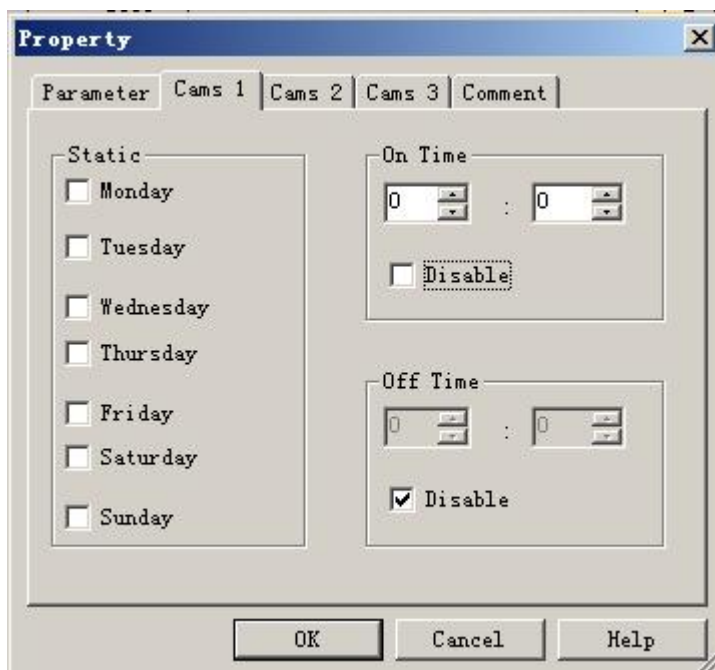 Property
Parameter Cams 1 Cams 2 Cams 3 Comment
Static
Monday
Tuesday
Wednesday
Thursday
Friday
Saturday
Sunday
On Time
0 : 0
Disable
Off Time
0 : 0
Disable
OK Cancel Help